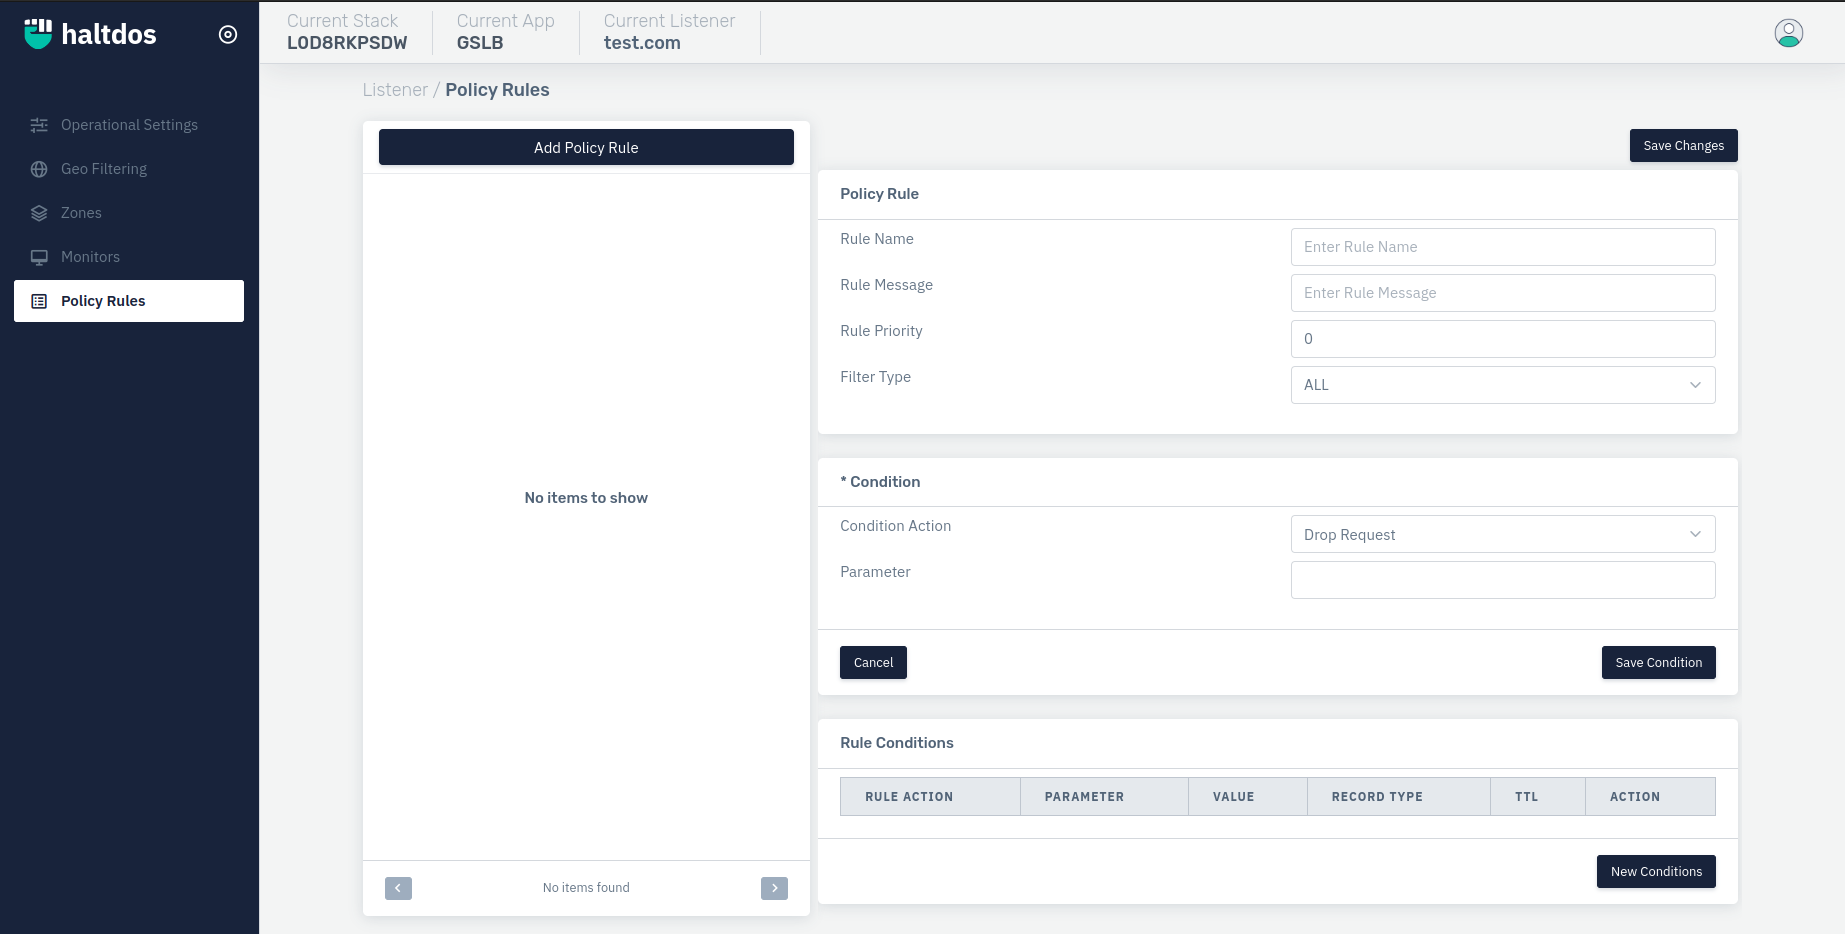 haltdos
Current Stack
L0D8RKPSDW
Current App
GSLB
Current Listener
test.com
Operational Settings
Geo Filtering
Zones
Monitors
Policy Rules
Listener / Policy Rules
Add Policy Rule
No items to show
No items found
Save Changes
Policy Rule
Rule Name
Enter Rule Name
Rule Message
Enter Rule Message
Rule Priority
0
Filter Type
ALL
* Condition
Condition Action
Drop Request
Parameter
Cancel
Save Condition
Rule Conditions
RULE ACTION PARAMETER VALUE RECORD TYPE TTL ACTION
New Conditions